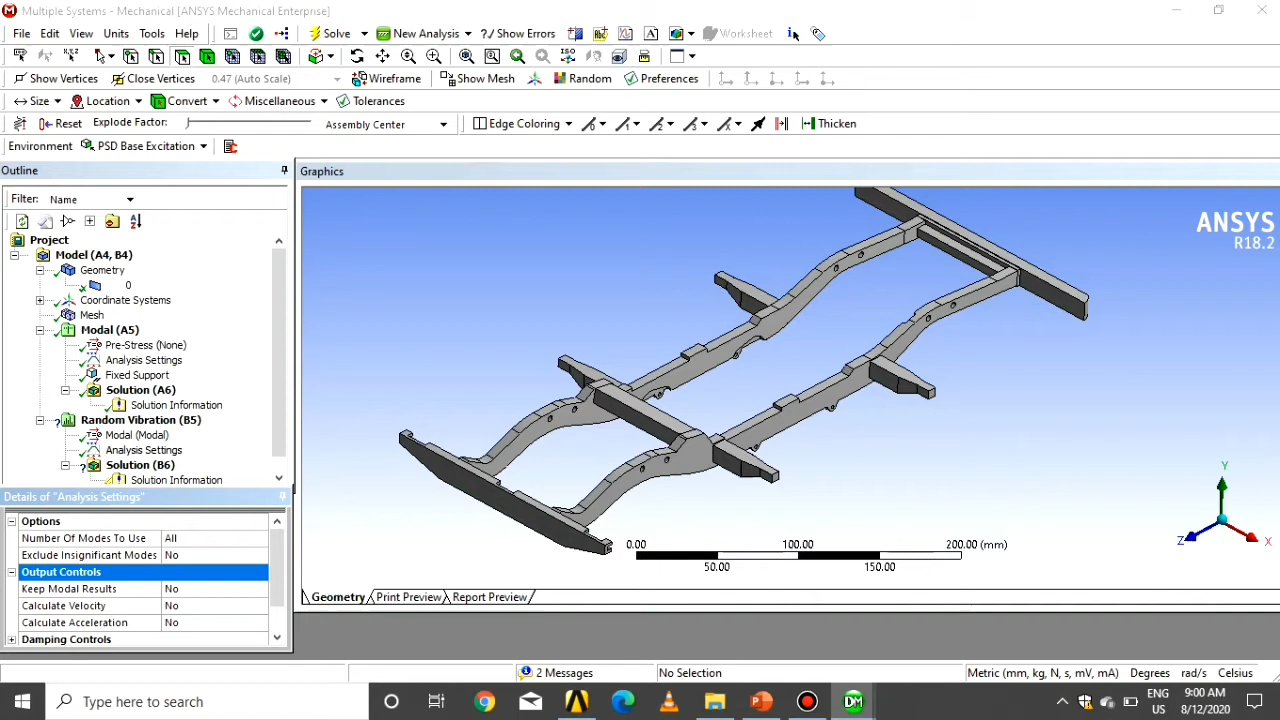 Multiple Systems - Mechanical [ANSYS Mechanical Enterprise]
File Edit View Units Tools Help Solve New Analysis ?/ Show Errors A Worksheet i
Show Vertices Close Vertices 0.47 (Auto Scale) Wireframe Show Mesh Random Preferences
Size Location Convert Miscellaneous Tolerances
Reset Explode Factor: Assembly Center Edge Coloring Thicken
Environment PSD Base Excitation
Outline
Graphics
Filter: Name
Project
Model (A4, B4)
Geometry
0
Coordinate Systems
Mesh
Modal (A5)
Pre-Stress (None)
Analysis Settings
Fixed Support
Solution (A6)
Solution Information
Random Vibration (B5)
Modal (Modal)
Analysis Settings
Solution (B6)
Solution Information
Details of "Analysis Settings"
Options
Number Of Modes To Use All
Exclude Insignificant Modes No
Output Controls
Keep Modal Results No
Calculate Velocity No
Calculate Acceleration No
Damping Controls
ANSYS
R18.2
Y
Z X
0.00 100.00 200.00 (mm)
50.00 150.00
Geometry Print Preview Report Preview
2 Messages No Selection Metric (mm, kg, N, s, mV, mA) Degrees rad/s Celsius
Type here to search
DM
ENG
US
9:00 AM
8/12/2020